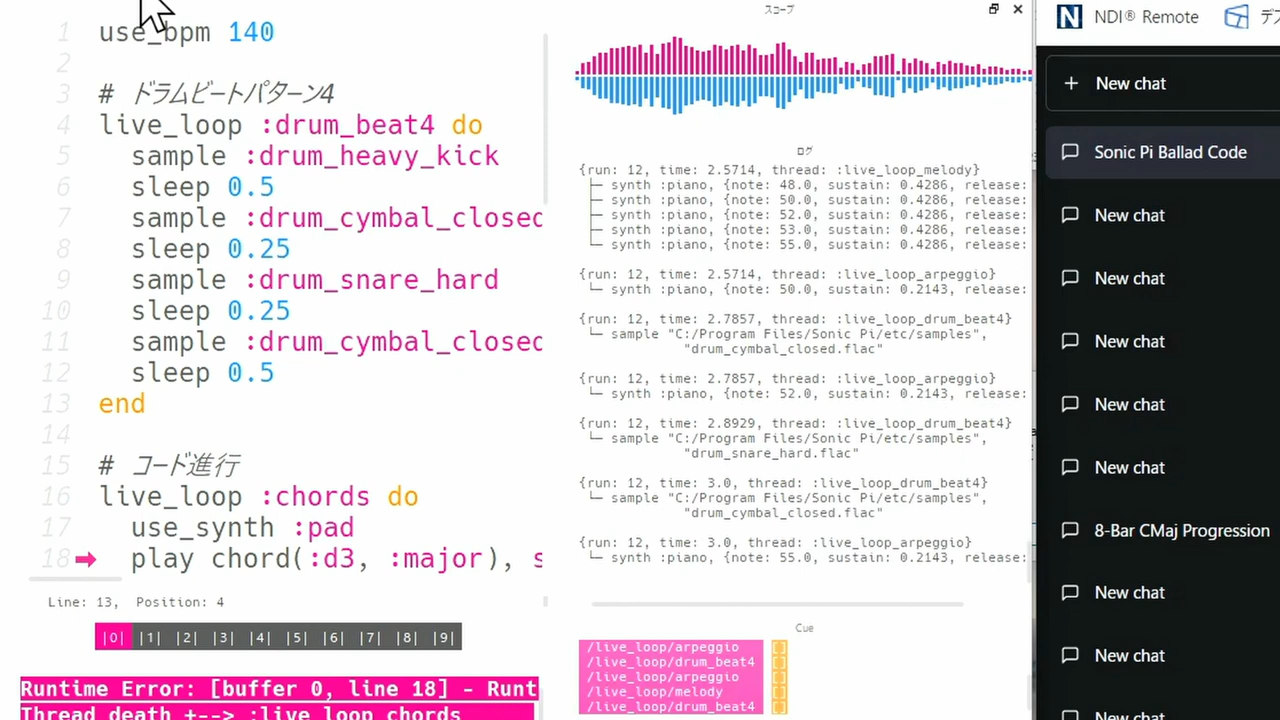 1 use_bpm 140
2
3 # ドラムビートパターン4
4 live_loop :drum_beat4 do
5 sample :drum_heavy_kick
6 sleep 0.5
7 sample :drum_cymbal_closed
8 sleep 0.25
9 sample :drum_snare_hard
10 sleep 0.25
11 sample :drum_cymbal_closed
12 sleep 0.5
13 end
14
15 # コード進行
16 live_loop :chords do
17 use_synth :pad
18 play chord(:d3, :major), s
Line: 13, Position: 4
|0| |1| |2| |3| |4| |5| |6| |7| |8| |9|
Runtime Error: [buffer 0, line 18] - Runt
Thread death +--> :live_loop_chords
スコープ
ログ
{run: 12, time: 2.5714, thread: :live_loop_melody}
├─ synth :piano, {note: 48.0, sustain: 0.4286, release:
├─ synth :piano, {note: 50.0, sustain: 0.4286, release:
├─ synth :piano, {note: 52.0, sustain: 0.4286, release:
├─ synth :piano, {note: 53.0, sustain: 0.4286, release:
└─ synth :piano, {note: 55.0, sustain: 0.4286, release:
{run: 12, time: 2.5714, thread: :live_loop_arpeggio}
└─ synth :piano, {note: 50.0, sustain: 0.2143, release:
{run: 12, time: 2.7857, thread: :live_loop_drum_beat4}
└─ sample "C:/Program Files/Sonic Pi/etc/samples",
"drum_cymbal_closed.flac"
{run: 12, time: 2.7857, thread: :live_loop_arpeggio}
└─ synth :piano, {note: 52.0, sustain: 0.2143, release:
{run: 12, time: 2.8929, thread: :live_loop_drum_beat4}
└─ sample "C:/Program Files/Sonic Pi/etc/samples",
"drum_snare_hard.flac"
{run: 12, time: 3.0, thread: :live_loop_drum_beat4}
└─ sample "C:/Program Files/Sonic Pi/etc/samples",
"drum_cymbal_closed.flac"
{run: 12, time: 3.0, thread: :live_loop_arpeggio}
└─ synth :piano, {note: 55.0, sustain: 0.2143, release:
Cue
/live_loop/arpeggio []
/live_loop/drum_beat4 []
/live_loop/arpeggio []
/live_loop/melody []
/live_loop/drum_beat4 []
N NDI® Remote デス
+ New chat
Sonic Pi Ballad Code
New chat
New chat
New chat
New chat
New chat
8-Bar CMaj Progression
New chat
New chat
New chat